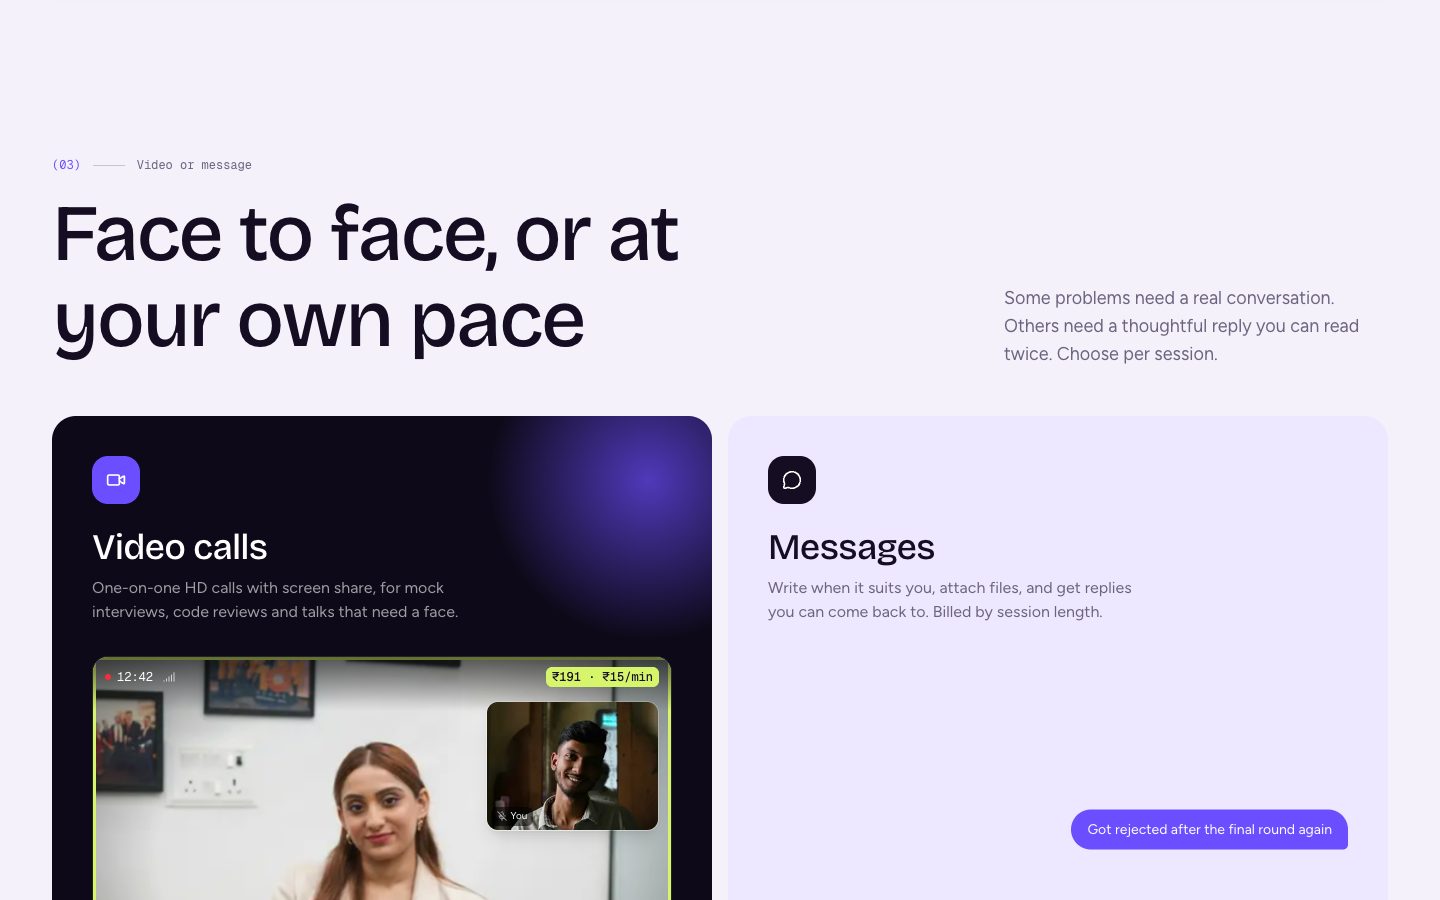 (03) Video or message
Face to face, or at
your own pace
Some problems need a real conversation.
Others need a thoughtful reply you can read
twice. Choose per session.
Video calls
One-on-one HD calls with screen share, for mock
interviews, code reviews and talks that need a face.
12:42
₹191 · ₹15/min
You
Messages
Write when it suits you, attach files, and get replies
you can come back to. Billed by session length.
Got rejected after the final round again